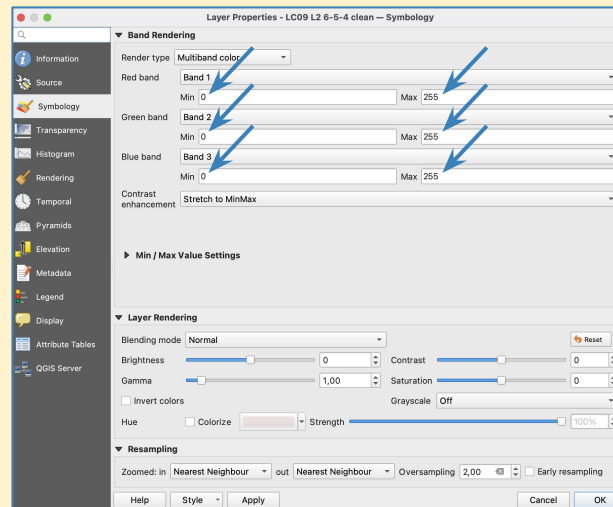 Layer Properties - LC09 L2 6-5-4 clean — Symbology
Information
Source
Symbology
Transparency
Histogram
Rendering
Temporal
Pyramids
Elevation
Metadata
Legend
Display
Attribute Tables
QGIS Server
Band Rendering
Render type Multiband color
Red band Band 1
Min 0 Max 255
Green band Band 2
Min 0 Max 255
Blue band Band 3
Min 0 Max 255
Contrast
enhancement Stretch to MinMax
Min / Max Value Settings
Layer Rendering
Blending mode Normal Reset
Brightness 0 Contrast 0
Gamma 1,00 Saturation 0
Invert colors Grayscale Off
Hue Colorize Strength 100%
Resampling
Zoomed: in Nearest Neighbour out Nearest Neighbour Oversampling 2,00 Early resampling
Help Style Apply Cancel OK